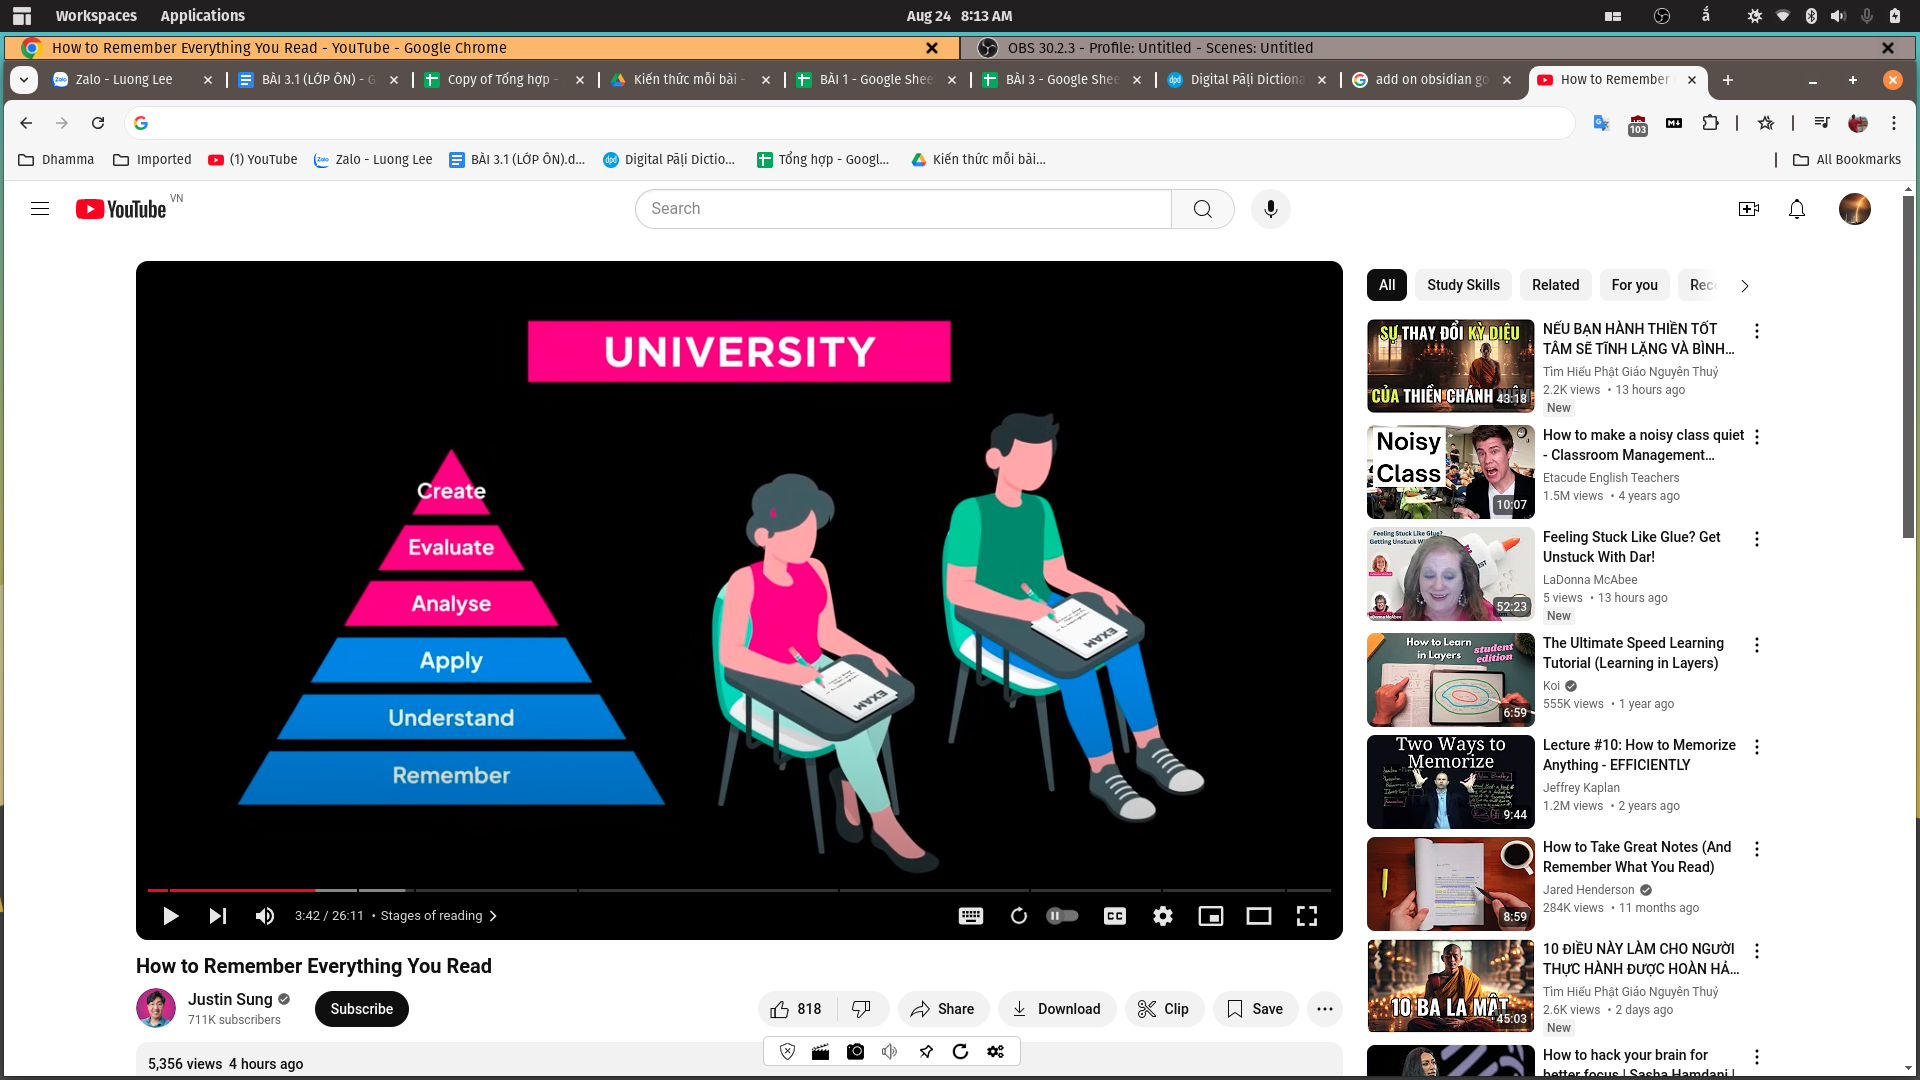 Workspaces Applications Aug 24 8:13 AM
How to Remember Everything You Read - YouTube - Google Chrome
OBS 30.2.3 - Profile: Untitled - Scenes: Untitled
Zalo - Luong Lee
BÀI 3.1 (LỚP ÔN) - G
Copy of Tổng hợp -
Kiến thức mỗi bài -
BÀI 1 - Google Shee
BÀI 3 - Google Shee
Digital Pāḷi Dictiona
add on obsidian go
How to Remember
103
Dhamma
Imported
(1) YouTube
Zalo - Luong Lee
BÀI 3.1 (LỚP ÔN).d...
Digital Pāḷi Dictio...
Tổng hợp - Googl...
Kiến thức mỗi bài...
All Bookmarks
YouTube VN
Search
UNIVERSITY
Create
Evaluate
Analyse
Apply
Understand
Remember
EXAM
EXAM
3:42 / 26:11 • Stages of reading
CC
How to Remember Everything You Read
Justin Sung
711K subscribers
Subscribe
818
Share
Download
Clip
Save
5,356 views 4 hours ago
All
Study Skills
Related
For you
Rec
SỰ THAY ĐỔI KỲ DIỆU
CỦA THIỀN CHÁNH NIỆM
43:18
NẾU BẠN HÀNH THIỀN TỐT
TÂM SẼ TĨNH LẶNG VÀ BÌNH...
Tìm Hiểu Phật Giáo Nguyên Thuỷ
2.2K views • 13 hours ago
New
Noisy
Class
10:07
How to make a noisy class quiet
- Classroom Management...
Etacude English Teachers
1.5M views • 4 years ago
Feeling Stuck Like Glue?
52:23
Feeling Stuck Like Glue? Get
Unstuck With Dar!
LaDonna McAbee
5 views • 13 hours ago
New
How to Learn
in Layers
student
edition
6:59
The Ultimate Speed Learning
Tutorial (Learning in Layers)
Koi
555K views • 1 year ago
Two Ways to
Memorize
9:44
Lecture #10: How to Memorize
Anything - EFFICIENTLY
Jeffrey Kaplan
1.2M views • 2 years ago
8:59
How to Take Great Notes (And
Remember What You Read)
Jared Henderson
284K views • 11 months ago
10 BA LA MẬT
45:03
10 ĐIỀU NÀY LÀM CHO NGƯỜI
THỰC HÀNH ĐƯỢC HOÀN HẢ...
Tìm Hiểu Phật Giáo Nguyên Thuỷ
2.6K views • 2 days ago
New
How to hack your brain for
better focus | Sasha Hamdani |